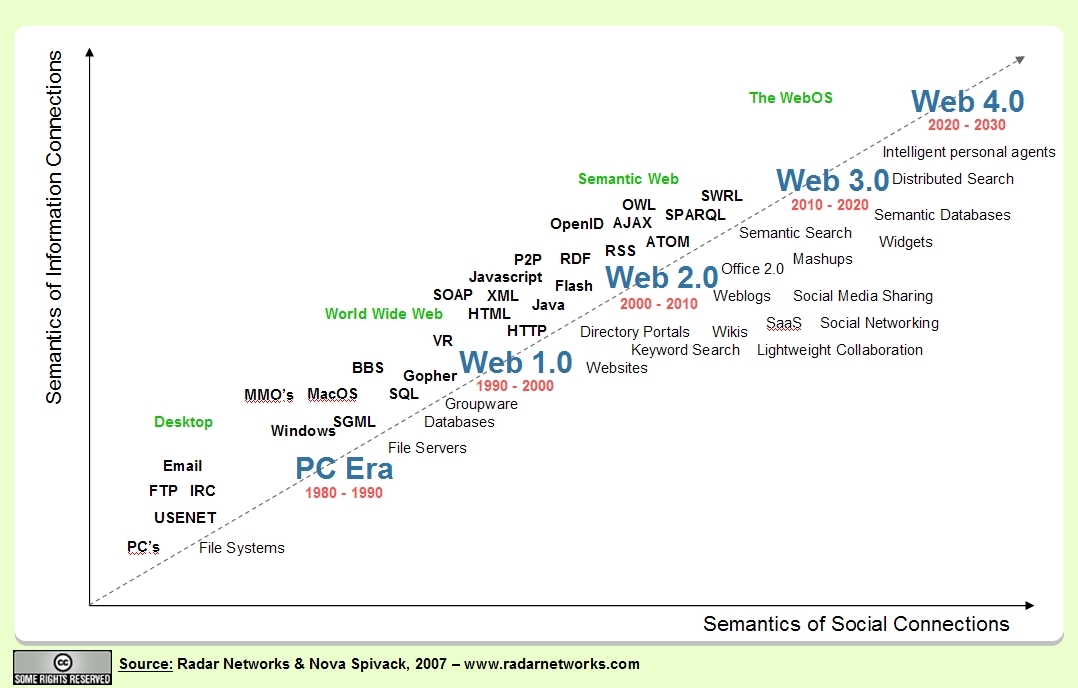 The WebOS
Web 4.0
2020 - 2030
Intelligent personal agents
Semantic Web
Web 3.0
Distributed Search
SWRL
2010 - 2020
OWL
SPARQL
Semantic Databases
OpenID
AJAX
Semantic Search
Widgets
ATOM
RSS
P2P
RDF
Mashups
Office 2.0
Web 2.0
Javascript
Flash
SOAP
XML
Weblogs
Social Media Sharing
2000 - 2010
Java
World Wide Web
HTML
HTTP
Directory Portals
Wikis
SaaS
Social Networking
VR
Keyword Search
Lightweight Collaboration
Web 1.0
Websites
BBS
Gopher
1990 - 2000
MMO's
MacOS
SQL
Groupware
Desktop
SGML
Databases
Windows
File Servers
Email
PC Era
1980 - 1990
FTP
IRC
USENET
PC's
File Systems
Semantics of Information Connections
Semantics of Social Connections
cc
SOME RIGHTS RESERVED
Source: Radar Networks & Nova Spivack, 2007 – www.radarnetworks.com